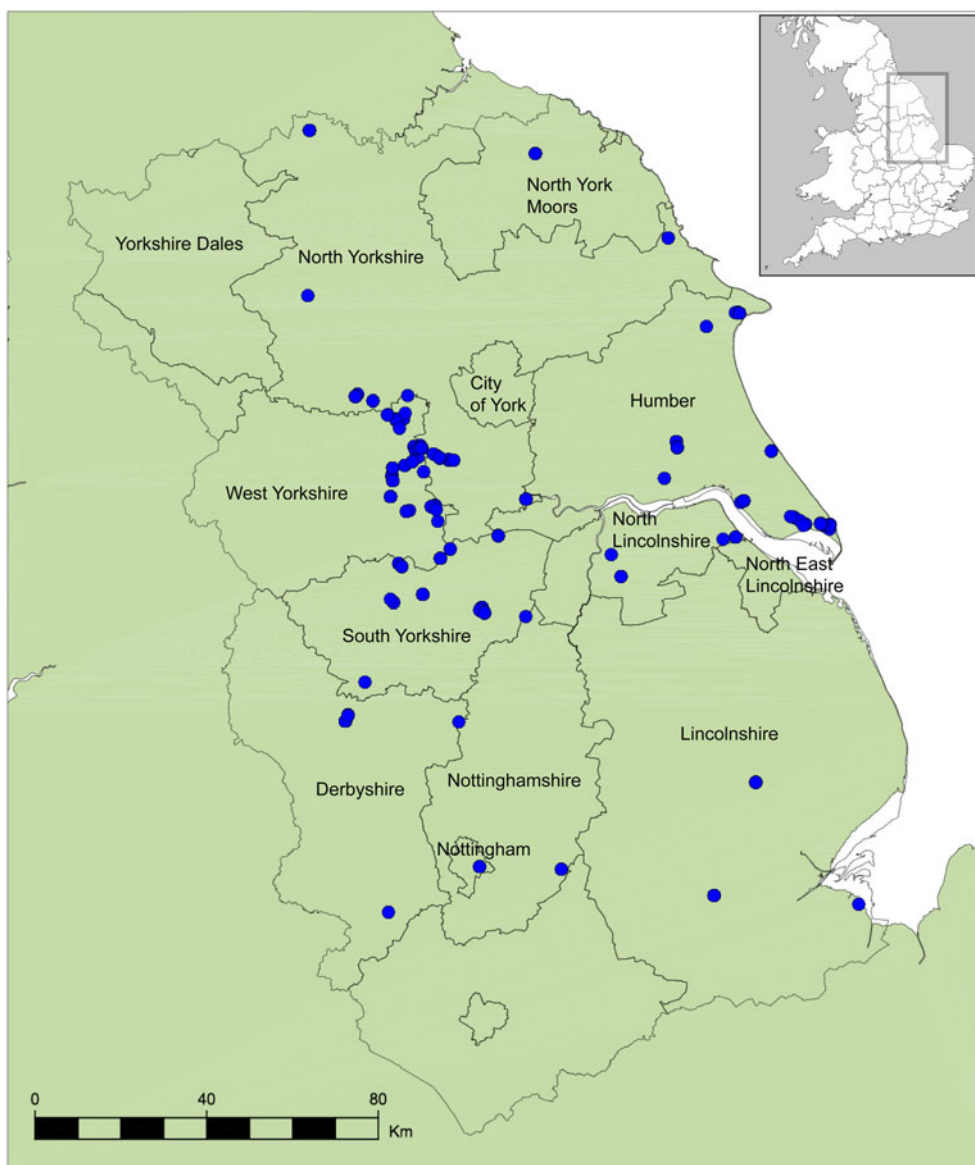 North York
Moors
Yorkshire Dales
North Yorkshire
City
of York
Humber
West Yorkshire
North
Lincolnshire
North East
Lincolnshire
South Yorkshire
Lincolnshire
Nottinghamshire
Derbyshire
Nottingham
0 40 80
Km